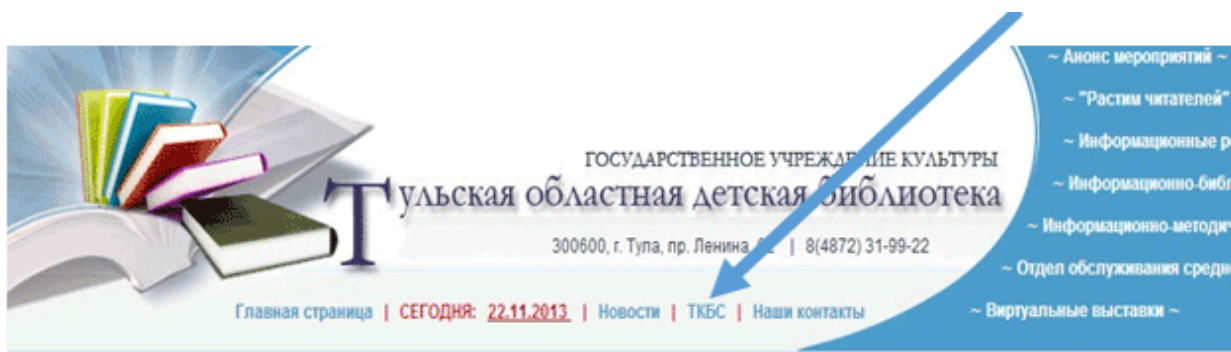 ГОСУДАРСТВЕННОЕ УЧРЕЖДЕНИЕ КУЛЬТУРЫ
Тульская областная детская библиотека
300600, г. Тула, пр. Ленина, | 8(4872) 31-99-22
Главная страница | СЕГОДНЯ: 22.11.2013 | Новости | ТКБС | Наши контакты
~ Анонс мероприятий ~
~ "Растим читателей"
~ Информационные
~ Информационно-библ
~ Информационно-методич
~ Отдел обслуживания средн
~ Виртуальные выставки ~